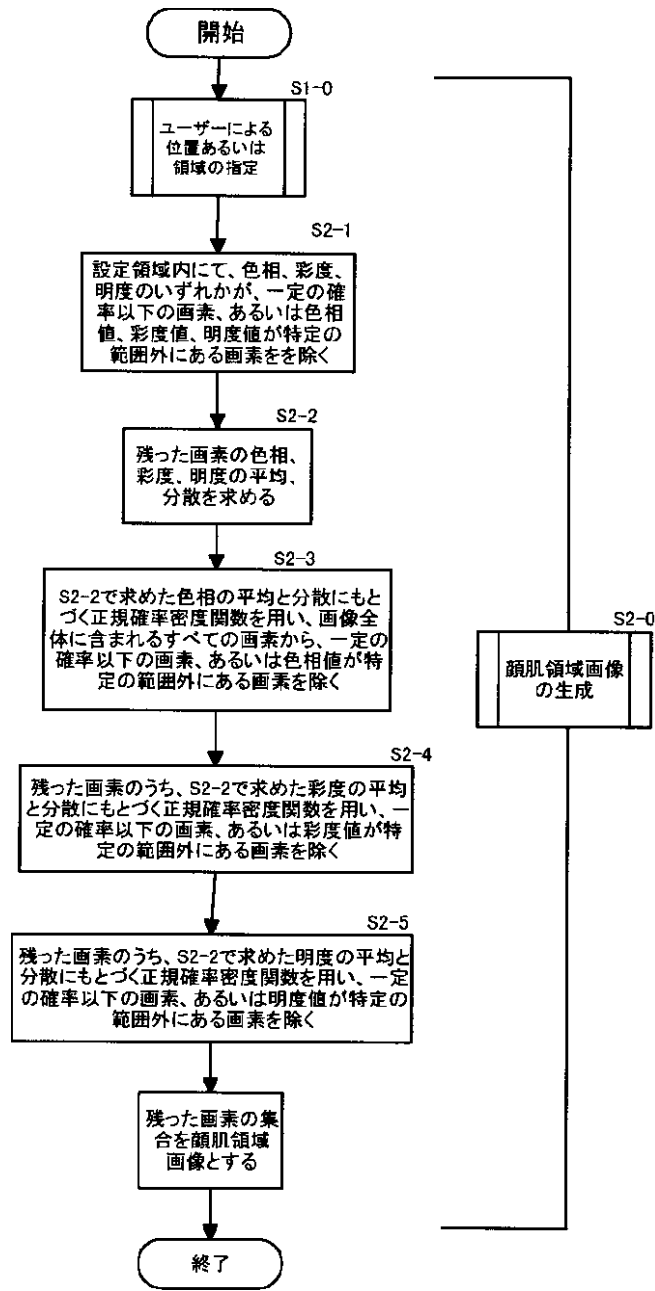 開始
S1-0
ユーザーによる
位置あるいは
領域の指定
S2-1
設定領域内にて、色相、彩度、
明度のいずれかが、一定の確
率以下の画素、あるいは色相
値、彩度値、明度値が特定の
範囲外にある画素をを除く
S2-2
残った画素の色相、
彩度、明度の平均、
分散を求める
S2-3
S2-2で求めた色相の平均と分散にもと
づく正規確率密度関数を用い、画像全
体に含まれるすべての画素から、一定
の確率以下の画素、あるいは色相値が特
定の範囲外にある画素を除く
S2-4
残った画素のうち、S2-2で求めた彩度の平均
と分散にもとづく正規確率密度関数を用い、一
定の確率以下の画素、あるいは彩度値が特
定の範囲外にある画素を除く
S2-5
残った画素のうち、S2-2で求めた明度の平均と
分散にもとづく正規確率密度関数を用い、一定
の確率以下の画素、あるいは明度値が特定の
範囲外にある画素を除く
残った画素の集
合を顔肌領域
画像とする
終了
S2-0
顔肌領域画像
の生成